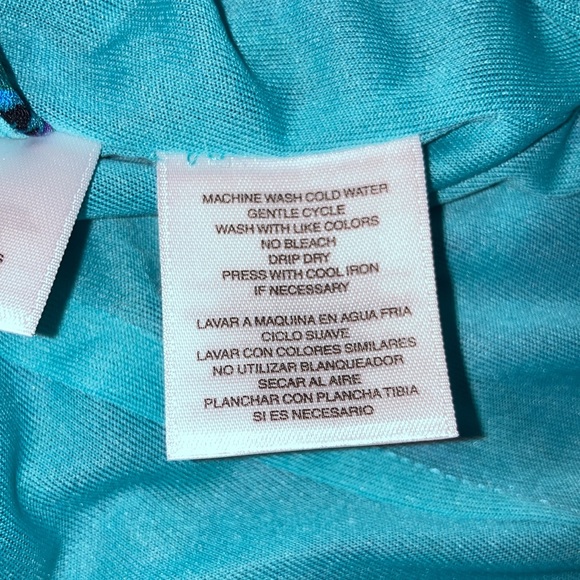 MACHINE WASH COLD WATER
GENTLE CYCLE
WASH WITH LIKE COLORS
NO BLEACH
DRIP DRY
PRESS WITH COOL IRON
IF NECESSARY
LAVAR A MAQUINA EN AGUA FRIA
CICLO SUAVE
LAVAR CON COLORES SIMILARES
NO UTILIZAR BLANQUEADOR
SECAR AL AIRE
PLANCHAR CON PLANCHA TIBIA
SI ES NECESARIO